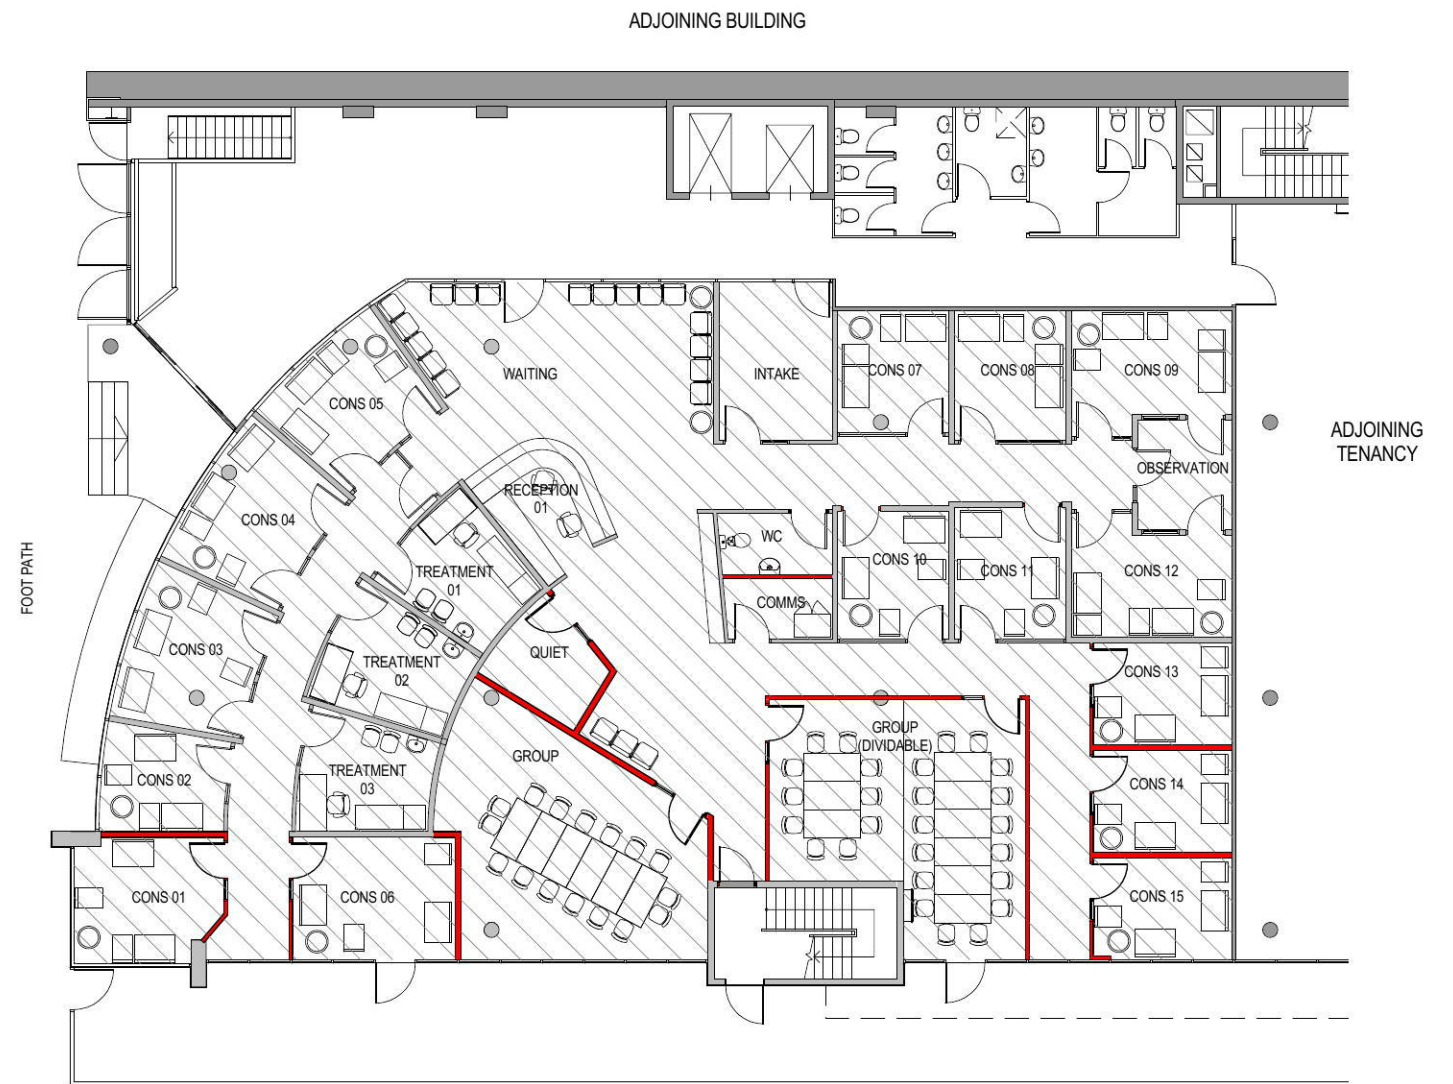 ADJOINING BUILDING
WAITING
INTAKE
CONS 07
CONS 08
CONS 09
CONS 05
ADJOINING
TENANCY
OBSERVATION
RECEPTION
01
CONS 04
WC
CONS 10
CONS 11
CONS 12
TREATMENT
01
FOOT PATH
COMMS
CONS 03
QUIET
TREATMENT
02
CONS 13
GROUP
(DIVIDABLE)
GROUP
TREATMENT
03
CONS 02
CONS 14
CONS 01
CONS 06
CONS 15